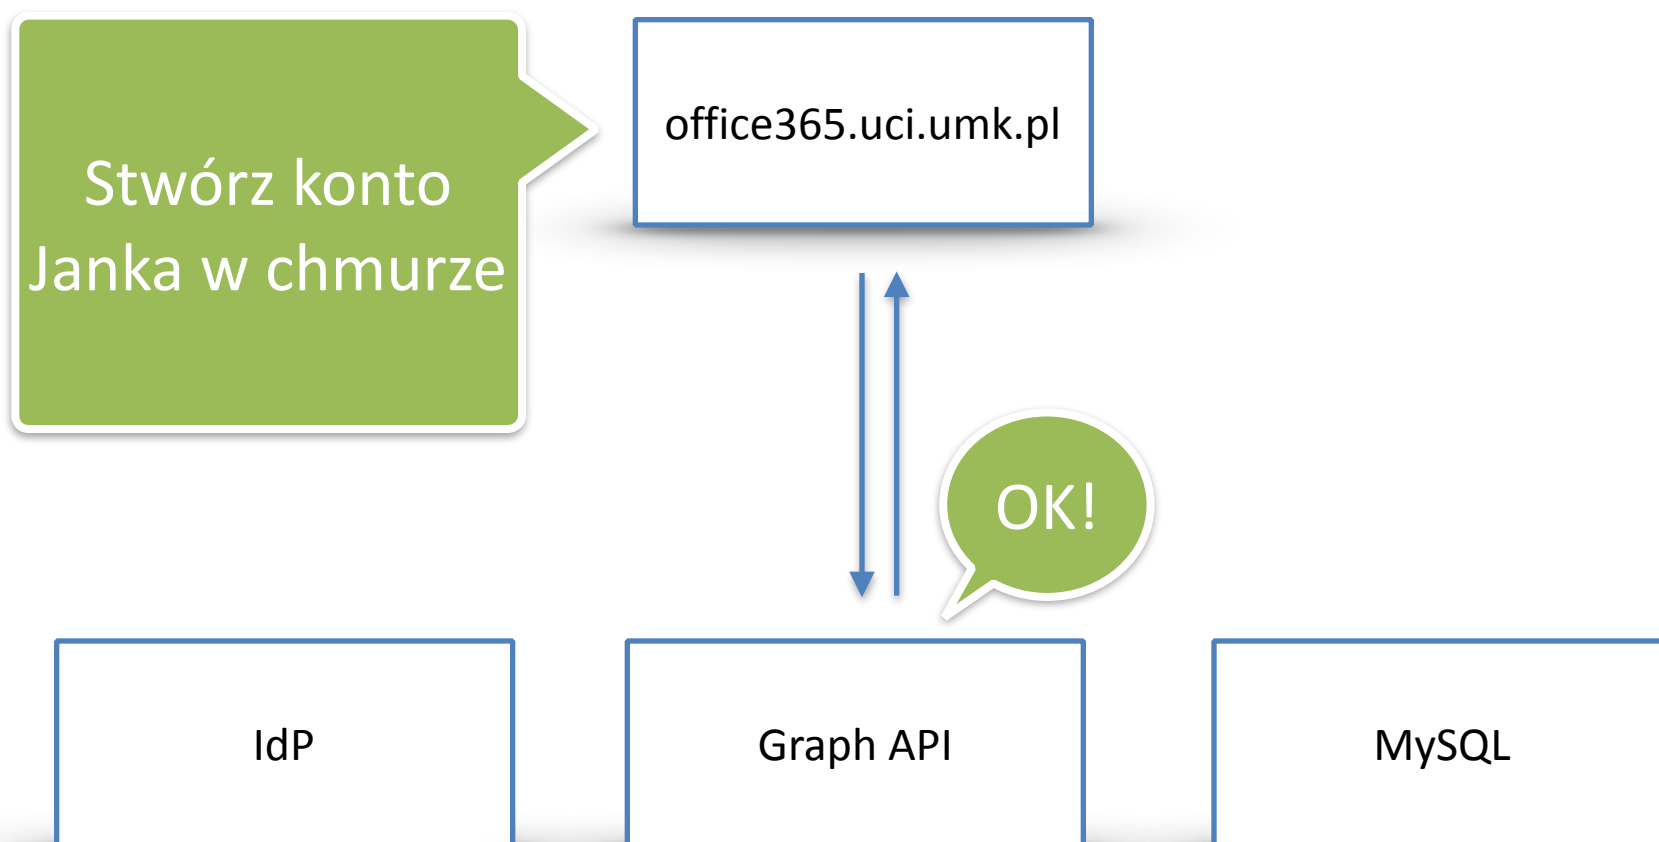 office365.uci.umk.pl
Stwórz konto
Janka w chmurze
OK!
IdP
Graph API
MySQL